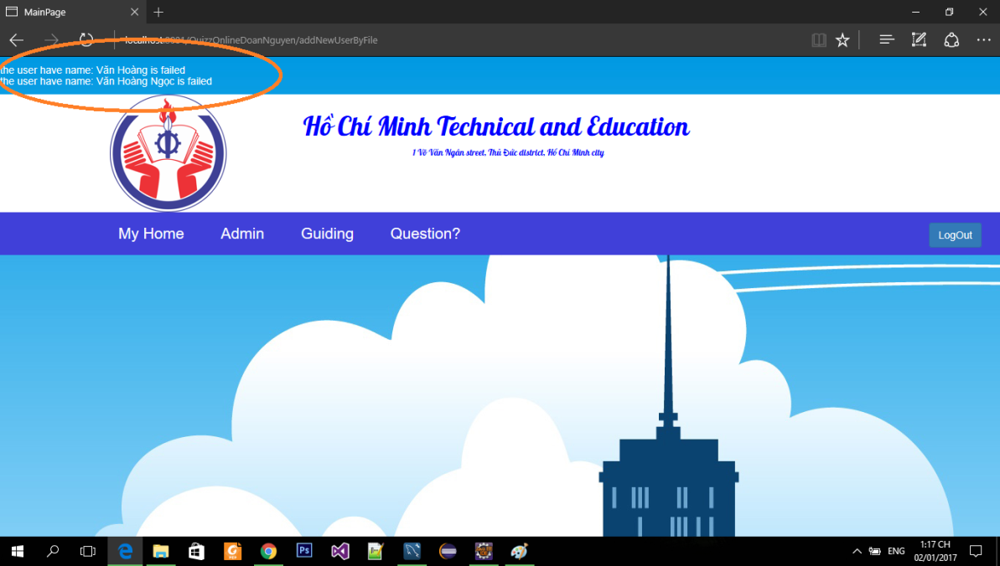 MainPage
localhost:8081/QuizzOnlineDoanNguyen/addNewUserByFile
the user have name: Văn Hoàng is failed
the user have name: Văn Hoàng Ngọc is failed
Hồ Chí Minh Technical and Education
1 Võ Văn Ngân street, Thủ Đức district, Hồ Chí Minh city
My Home Admin Guiding Question?
LogOut
Ps
ENG
1:17 CH
02/01/2017